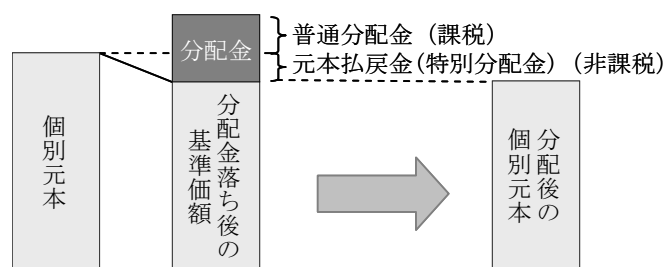 分配金
普通分配金（課税）
元本払戻金(特別分配金)（非課税）
個別元本
分配金落ち後の
基準価額
分配後の
個別元本